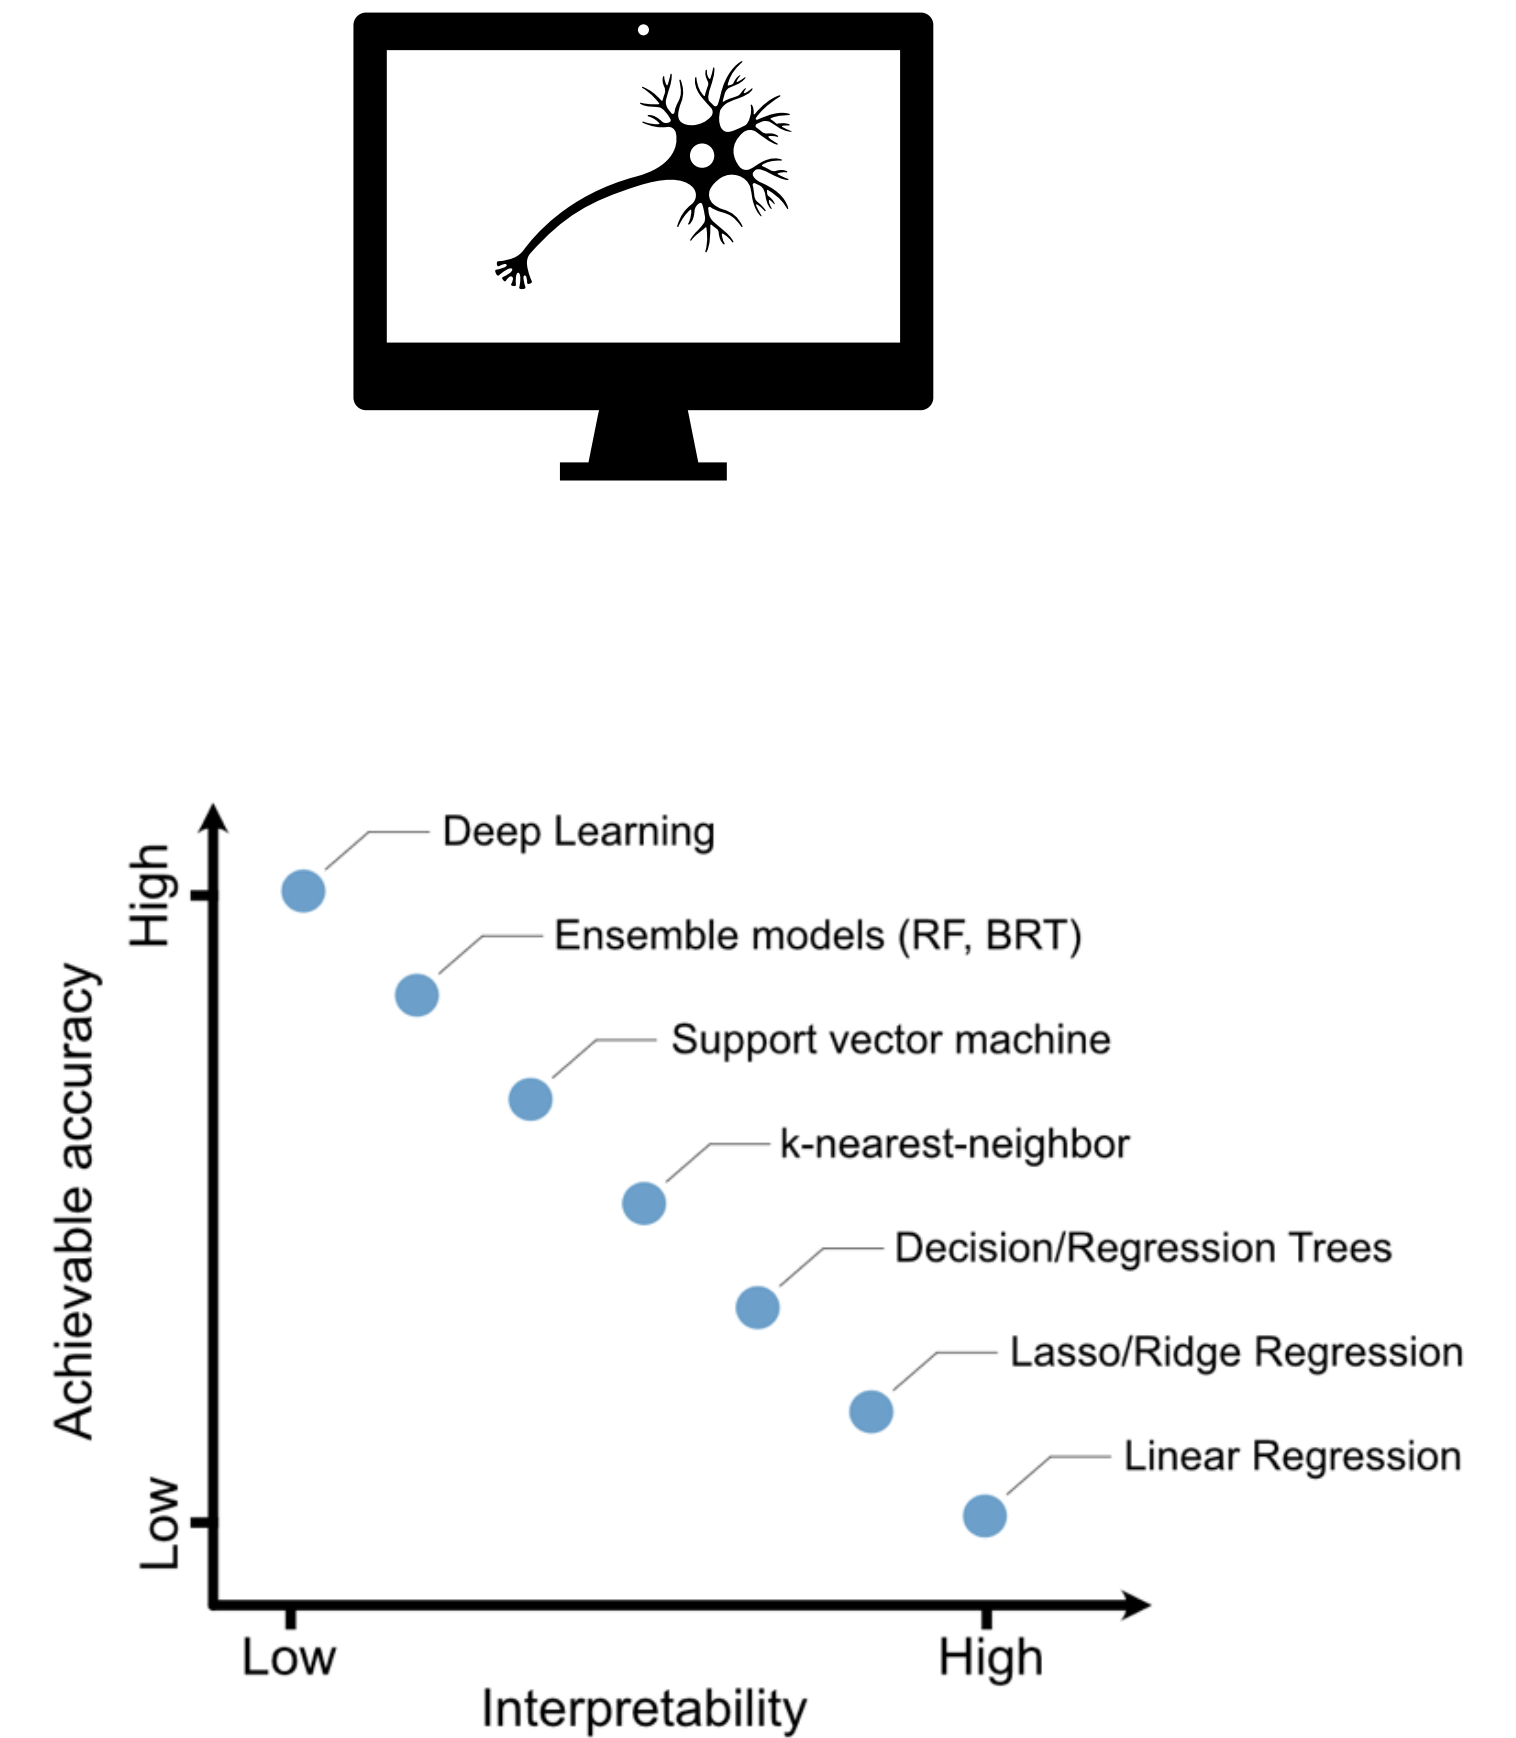 High
Achievable accuracy
Low
Deep Learning
Ensemble models (RF, BRT)
Support vector machine
k-nearest-neighbor
Decision/Regression Trees
Lasso/Ridge Regression
Linear Regression
Low
High
Interpretability